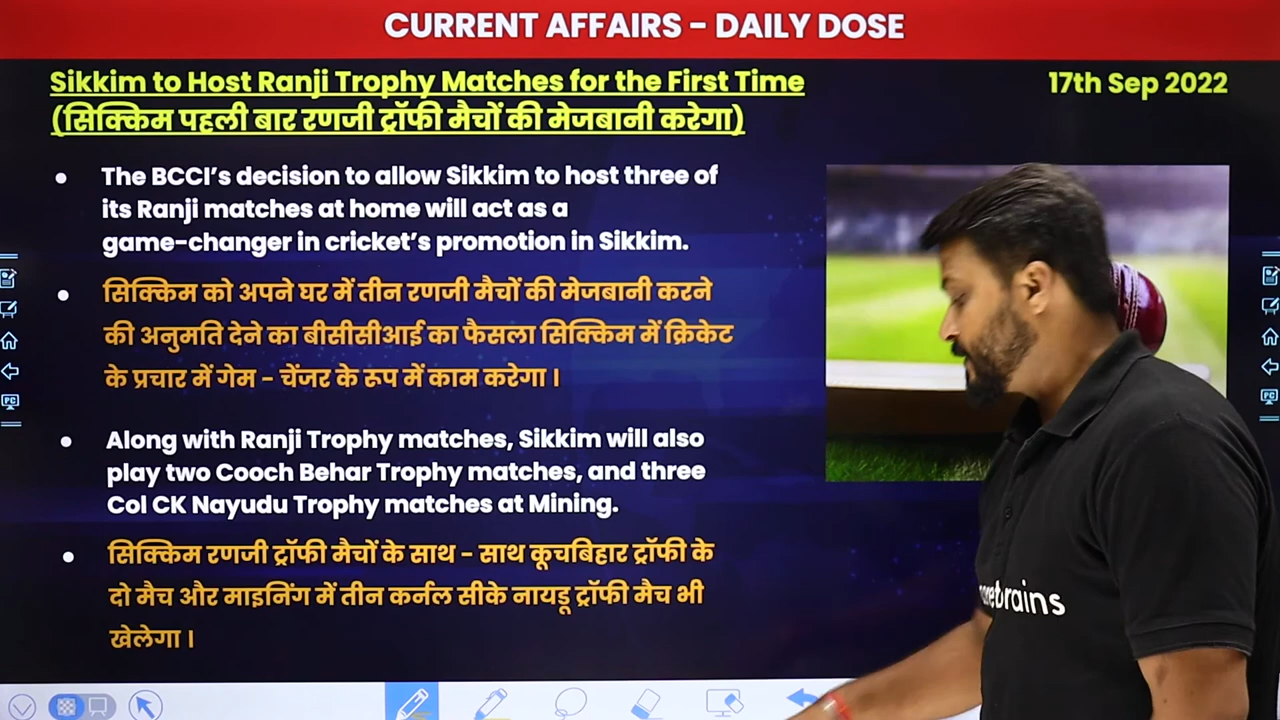 CURRENT AFFAIRS – DAILY DOSE
Sikkim to Host Ranji Trophy Matches for the First Time
17th Sep 2022
(सिक्किम पहली बार रणजी ट्रॉफी मैचों की मेजबानी करेगा)
The BCCI's decision to allow Sikkim to host three of
its Ranji matches at home will act as a
game-changer in cricket's promotion in Sikkim.
सिक्किम को अपने घर में तीन रणजी मैचों की मेजबानी करने
की अनुमति देने का बीसीसीआई का फैसला सिक्किम में क्रिकेट
के प्रचार में गेम – चेंजर के रूप में काम करेगा ।
Along with Ranji Trophy matches, Sikkim will also
play two Cooch Behar Trophy matches, and three
Col CK Nayudu Trophy matches at Mining.
सिक्किम रणजी ट्रॉफी मैचों के साथ – साथ कूचबिहार ट्रॉफी के
दो मैच और माइनिंग में तीन कर्नल सीके नायडू ट्रॉफी मैच भी
खेलेगा ।
PC
PC